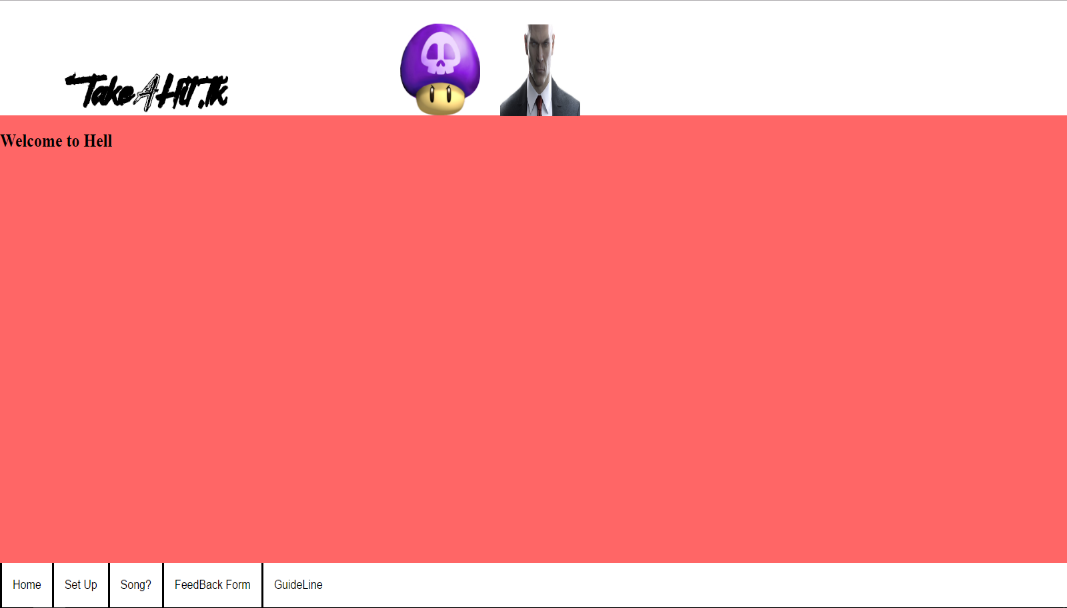 TakeAHit.Tk
Welcome to Hell
Home
Set Up
Song?
FeedBack Form
GuideLine